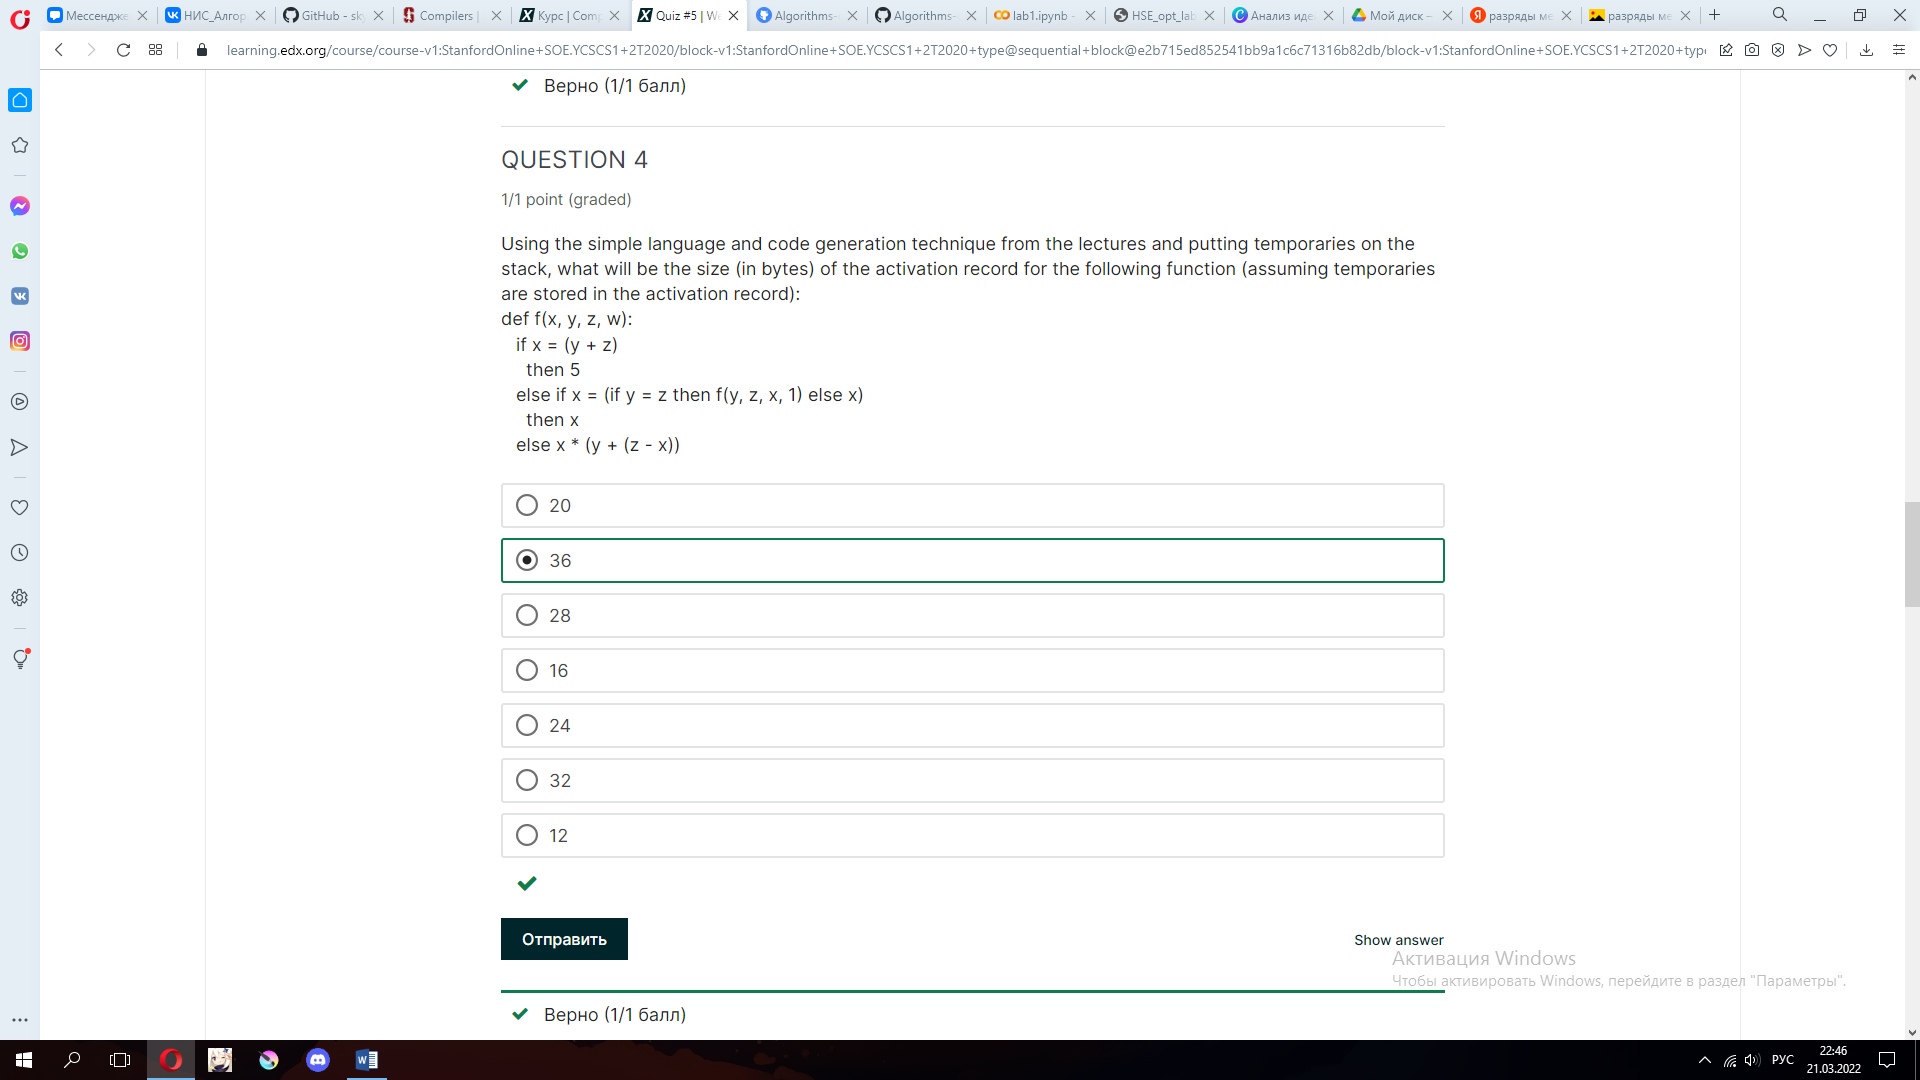 Мессендже
НИС_Алгор
GitHub - sky
Compilers |
Курс | Comp
Quiz #5 | We
Algorithms-
Algorithms-
lab1.ipynb -
HSE_opt_lab
Анализ иде
Мой диск –
разряды ме
разряды ме
learning.edx.org/course/course-v1:StanfordOnline+SOE.YCSCS1+2T2020/block-v1:StanfordOnline+SOE.YCSCS1+2T2020+type@sequential+block@e2b715ed852541bb9a1c6c71316b82db/block-v1:StanfordOnline+SOE.YCSCS1+2T2020+typ
Верно (1/1 балл)
QUESTION 4
1/1 point (graded)
Using the simple language and code generation technique from the lectures and putting temporaries on the
stack, what will be the size (in bytes) of the activation record for the following function (assuming temporaries
are stored in the activation record):
def f(x, y, z, w):
if x = (y + z)
then 5
else if x = (if y = z then f(y, z, x, 1) else x)
then x
else x * (y + (z - x))
20
36
28
16
24
32
12
Отправить
Show answer
Активация Windows
Чтобы активировать Windows, перейдите в раздел "Параметры".
Верно (1/1 балл)
РУС
22:46
21.03.2022